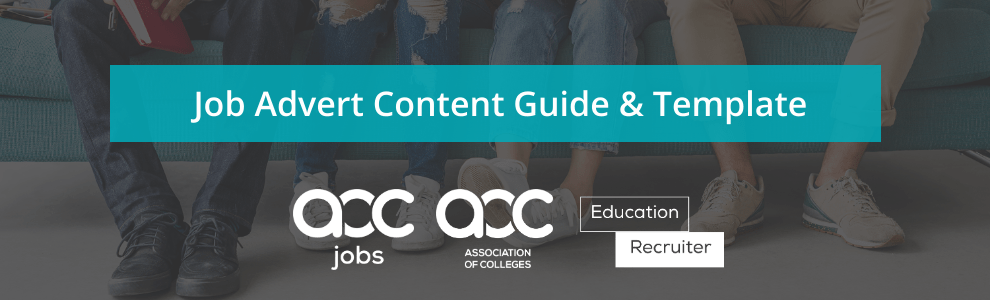 Job Advert Content Guide & Template
aoc
jobs
aoc
ASSOCIATION
OF COLLEGES
Education
Recruiter